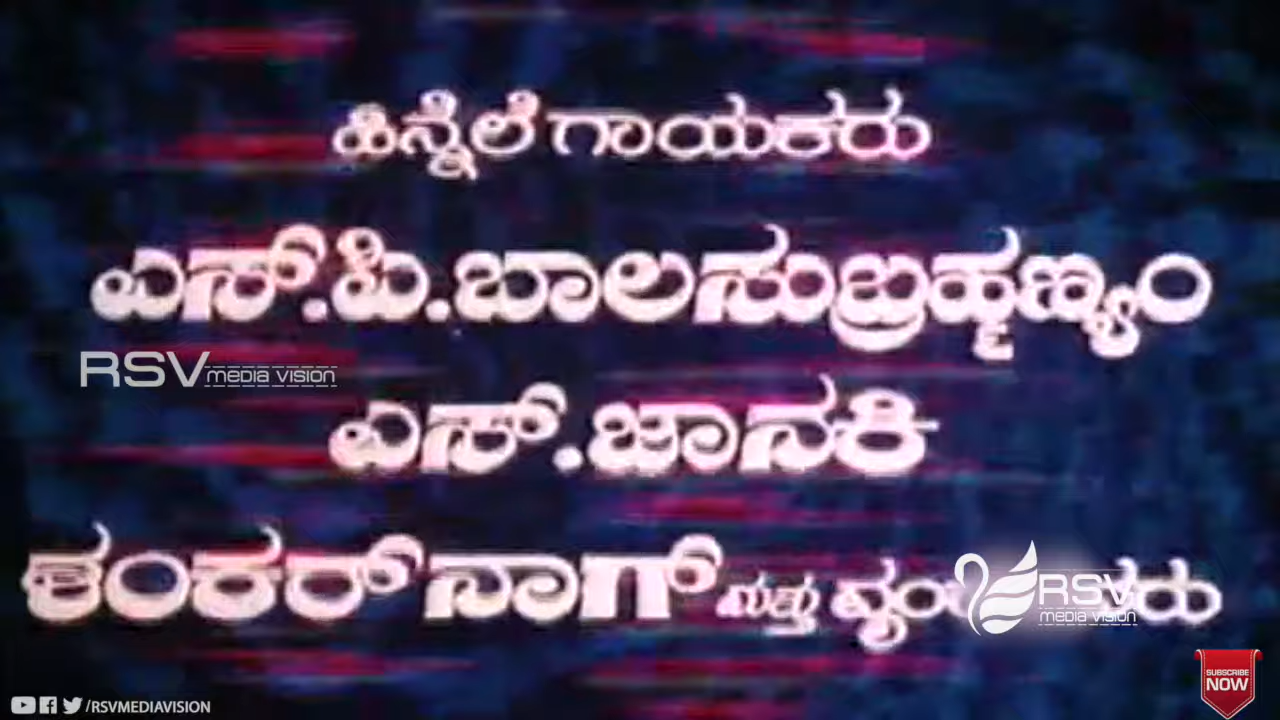 ಹಿನ್ನೆಲೆ ಗಾಯಕರು
ಎಸ್.ಪಿ.ಬಾಲಸುಬ್ರಹ್ಮಣ್ಯಂ
RSV MEDIA VISION
ಎಸ್.ಜಾನಕಿ
ಶಂಕರ್ ನಾಗ್ ಮತ್ತು
RSV MEDIA VISION
SUBSCRIBE NOW
/RSVMEDIAVISION